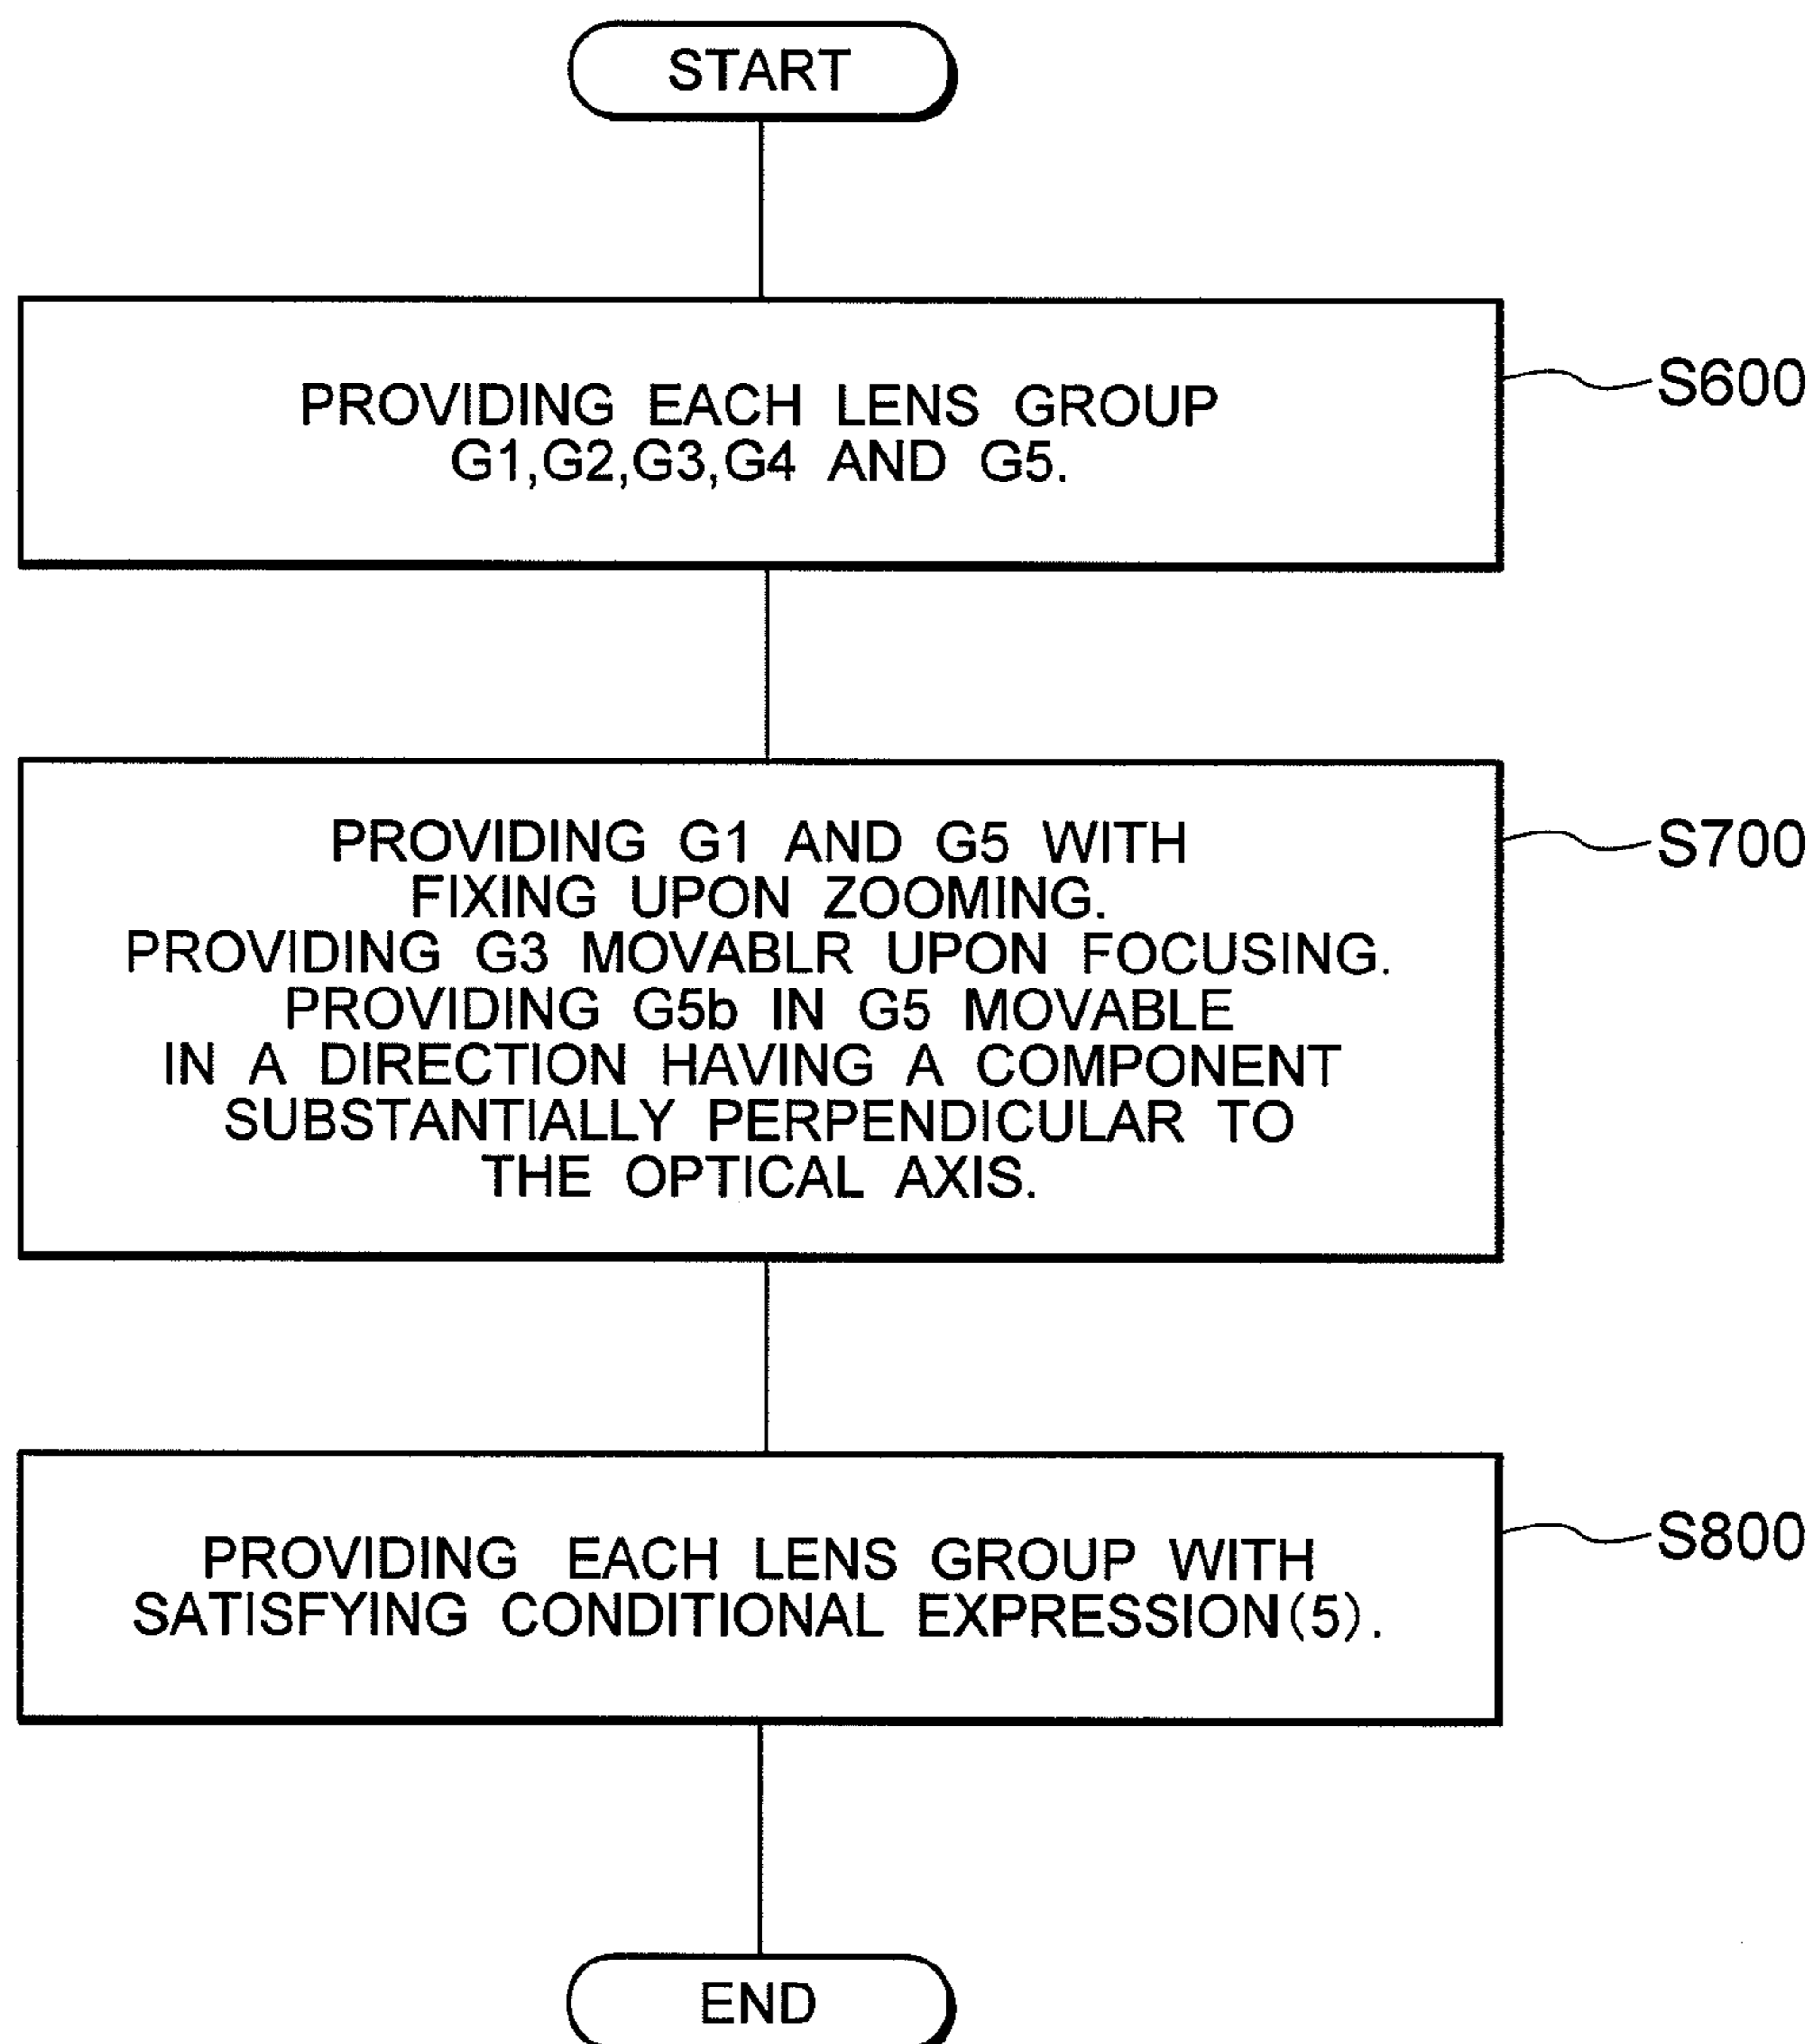 START
PROVIDING EACH LENS GROUP
G1,G2,G3,G4 AND G5.
S600
PROVIDING G1 AND G5 WITH
FIXING UPON ZOOMING.
PROVIDING G3 MOVABLR UPON FOCUSING.
PROVIDING G5b IN G5 MOVABLE
IN A DIRECTION HAVING A COMPONENT
SUBSTANTIALLY PERPENDICULAR TO
THE OPTICAL AXIS.
S700
PROVIDING EACH LENS GROUP WITH
SATISFYING CONDITIONAL EXPRESSION(5).
S800
END